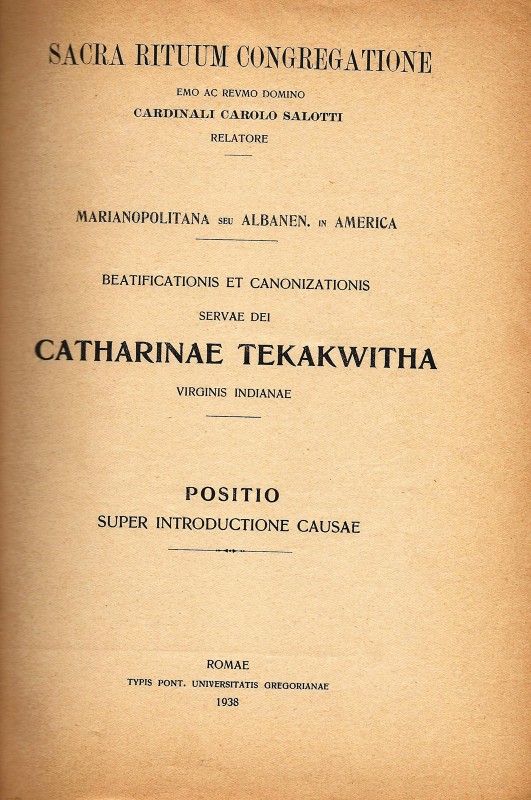 SACRA RITUUM CONGREGATIONE
EMO AC REVMO DOMINO
CARDINALI CAROLO SALOTTI
RELATORE
MARIANOPOLITANA SEU ALBANEN. IN AMERICA
BEATIFICATIONIS ET CANONIZATIONIS
SERVAE DEI
CATHARINAE TEKAKWITHA
VIRGINIS INDIANAE
POSITIO
SUPER INTRODUCTIONE CAUSAE
ROMAE
TYPIS PONT. UNIVERSITATIS GREGORIANAE
1938